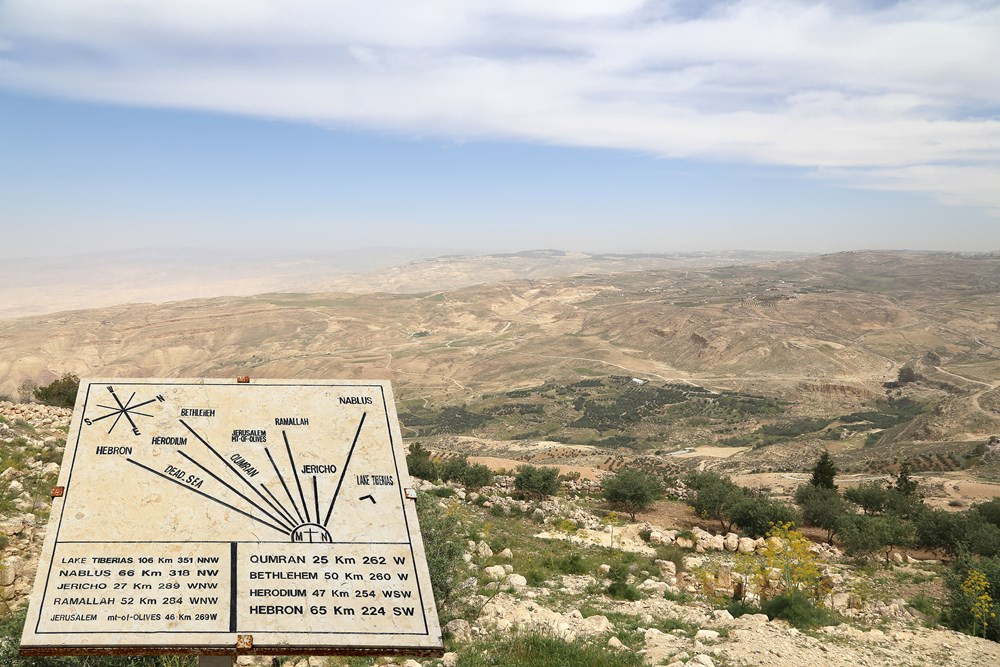 W
S N
E
NABLUS
BETHLEHEM
RAMALLAH
JERUSALEM
MT-OF-OLIVES
HERODIUM
HEBRON
QUMRAN
DEAD. SEA
JERICHO
LAKE TIBERIAS
M N
LAKE TIBERIAS 106 Km 351 NNW
NABLUS 66 Km 318 NW
JERICHO 27 Km 289 WNW
RAMALLAH 52 Km 284 WNW
JERUSALEM mt-of-OLIVES 46 Km 269W
QUMRAN 25 Km 262 W
BETHLEHEM 50 Km 260 W
HERODIUM 47 Km 254 WSW
HEBRON 65 Km 224 SW